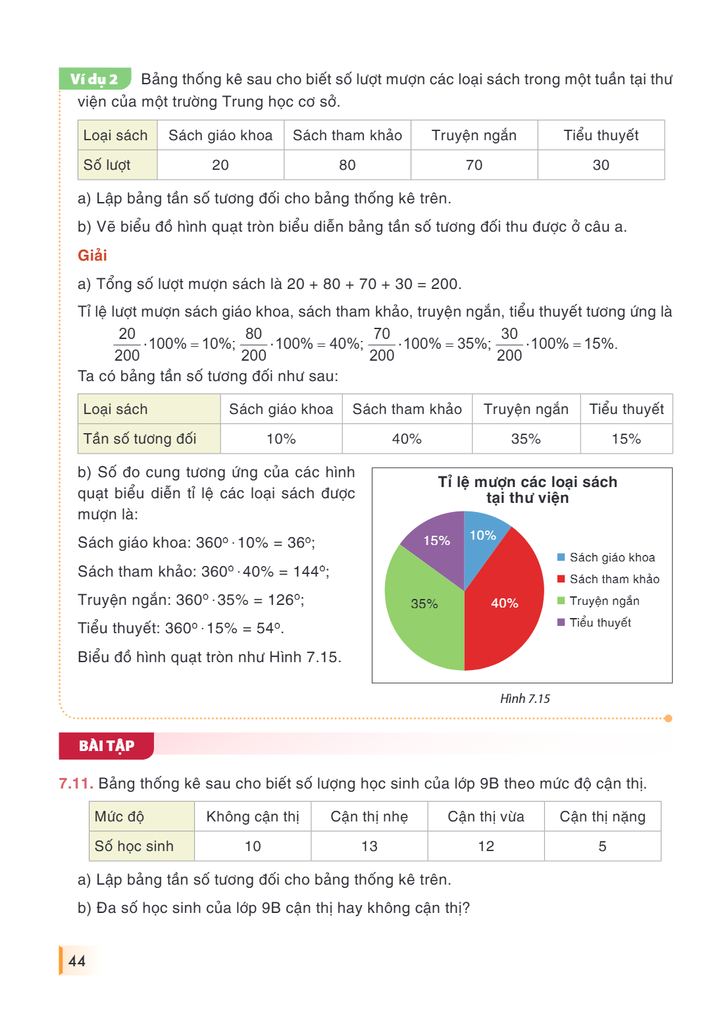 Ví dụ 2 Bảng thống kê sau cho biết số lượt mượn các loại sách trong một tuần tại thư
viện của một trường Trung học cơ sở.
Loại sách Sách giáo khoa Sách tham khảo Truyện ngắn Tiểu thuyết
Số lượt 20 80 70 30
a) Lập bảng tần số tương đối cho bảng thống kê trên.
b) Vẽ biểu đồ hình quạt tròn biểu diễn bảng tần số tương đối thu được ở câu a.
Giải
a) Tổng số lượt mượn sách là 20 + 80 + 70 + 30 = 200.
Tỉ lệ lượt mượn sách giáo khoa, sách tham khảo, truyện ngắn, tiểu thuyết tương ứng là
20/200 · 100% = 10%; 80/200 · 100% = 40%; 70/200 · 100% = 35%; 30/200 · 100% = 15%.
Ta có bảng tần số tương đối như sau:
Loại sách Sách giáo khoa Sách tham khảo Truyện ngắn Tiểu thuyết
Tần số tương đối 10% 40% 35% 15%
b) Số đo cung tương ứng của các hình
quạt biểu diễn tỉ lệ các loại sách được
mượn là:
Sách giáo khoa: 360º · 10% = 36º;
Sách tham khảo: 360º · 40% = 144º;
Truyện ngắn: 360º · 35% = 126º;
Tiểu thuyết: 360º · 15% = 54º.
Biểu đồ hình quạt tròn như Hình 7.15.
Tỉ lệ mượn các loại sách
tại thư viện
15% 10%
35% 40%
Sách giáo khoa
Sách tham khảo
Truyện ngắn
Tiểu thuyết
Hình 7.15
BÀI TẬP
7.11. Bảng thống kê sau cho biết số lượng học sinh của lớp 9B theo mức độ cận thị.
Mức độ Không cận thị Cận thị nhẹ Cận thị vừa Cận thị nặng
Số học sinh 10 13 12 5
a) Lập bảng tần số tương đối cho bảng thống kê trên.
b) Đa số học sinh của lớp 9B cận thị hay không cận thị?
44